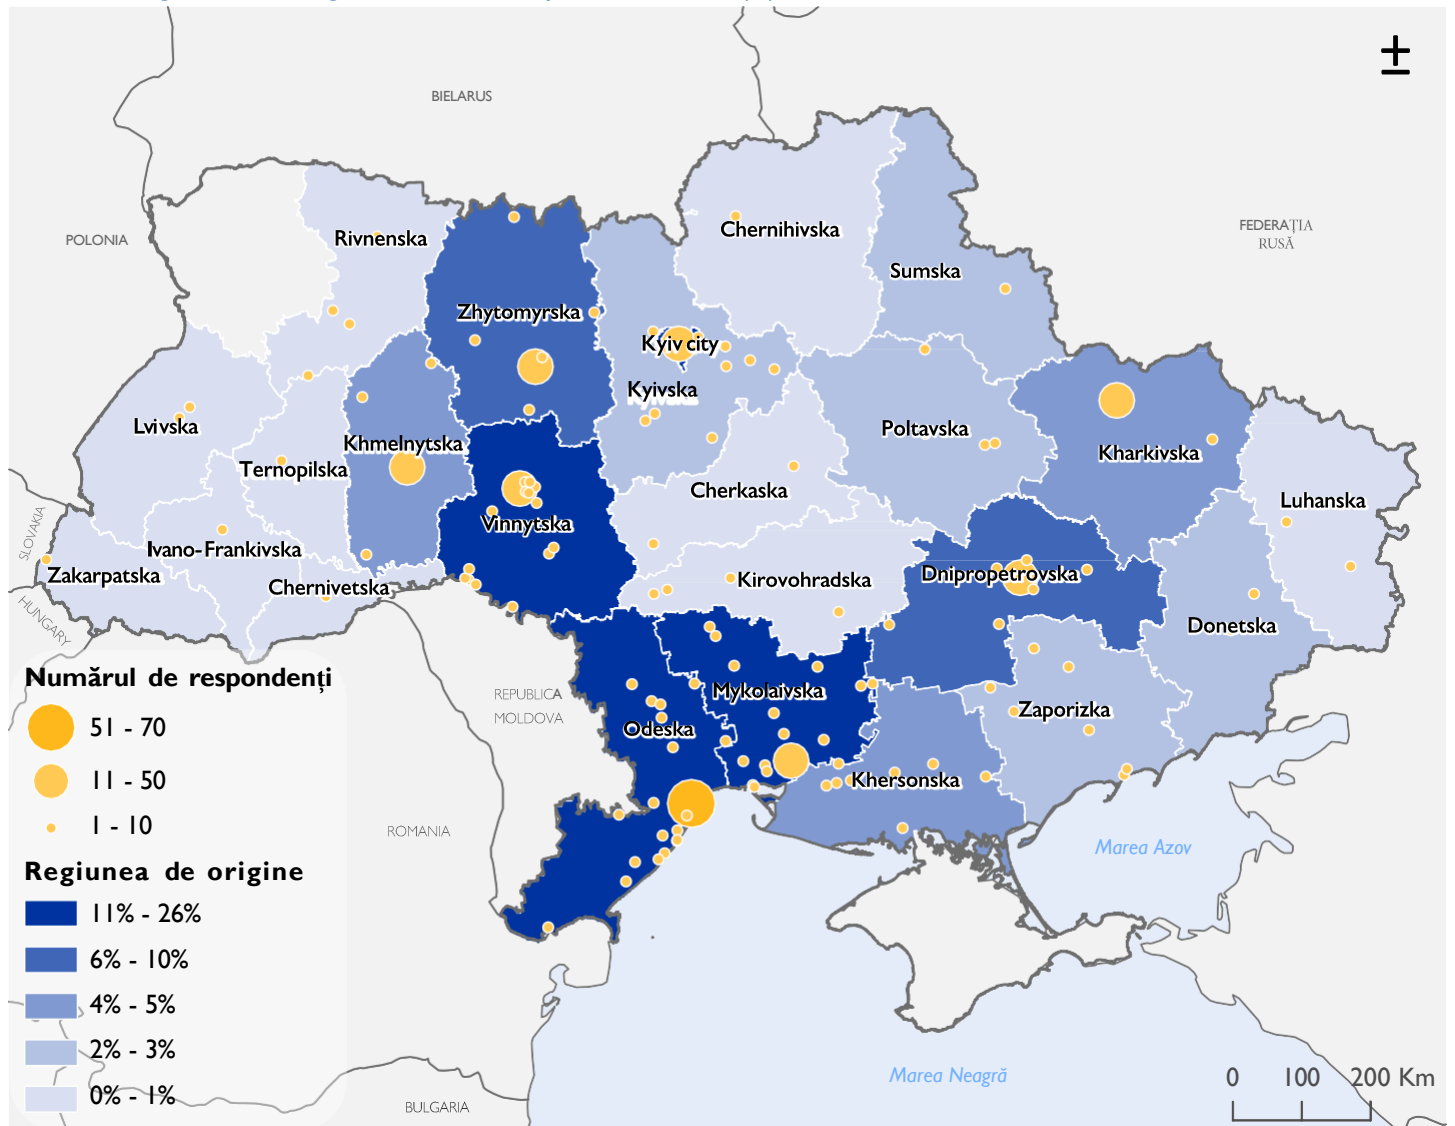 BIELARUS
POLONIA
FEDERAȚIA
RUSĂ
Rivnenska
Chernihivska
Sumska
Zhytomyrska
Kyiv city
Kyivska
Lvivska
Khmelnytska
Ternopilska
Poltavska
Kharkivska
Cherkaska
Luhanska
Vinnytska
SLOVAKIA
Ivano-Frankivska
Zakarpatska
Chernivetska
Kirovohradska
Dnipropetrovska
HUNGARY
Donetska
Numărul de respondenți
51 - 70
11 - 50
1 - 10
REPUBLICA
MOLDOVA
Mykolaivska
Odeska
Zaporizka
Khersonska
ROMANIA
Marea Azov
Regiunea de origine
11% - 26%
6% - 10%
4% - 5%
2% - 3%
0% - 1%
Marea Neagră
BULGARIA
0 100 200 Km